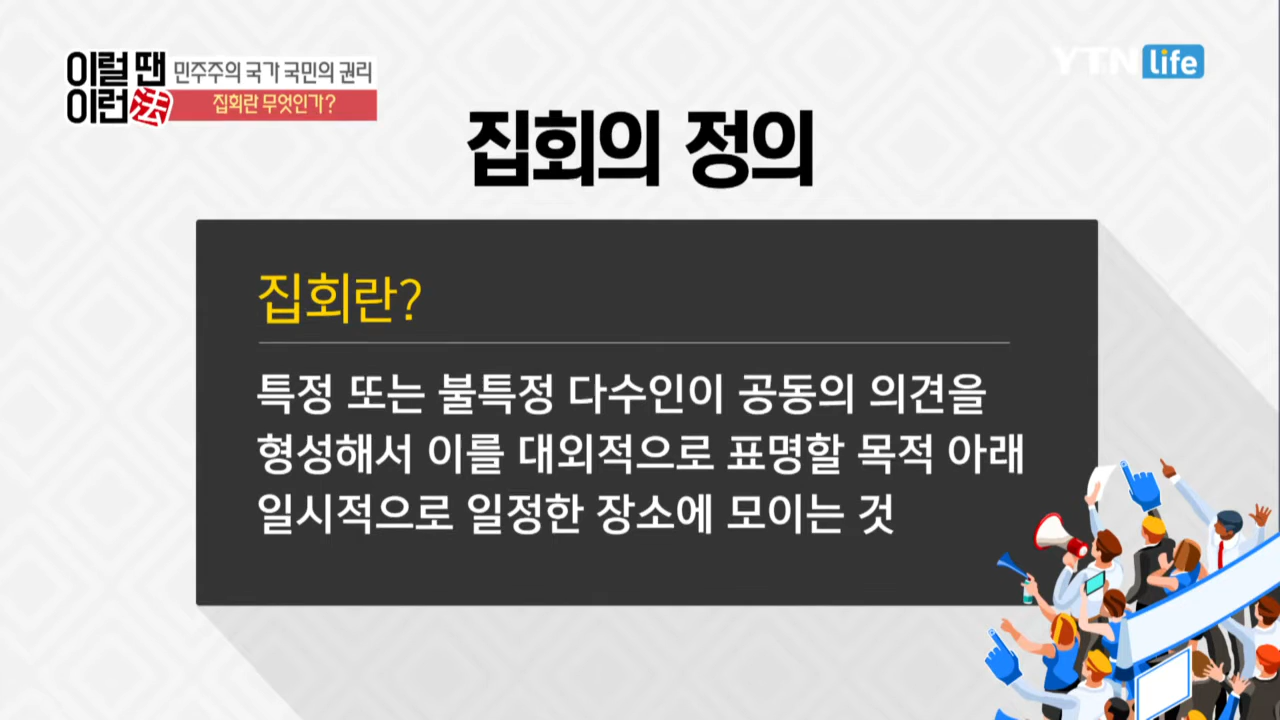 이럴 땐
이런 法
민주주의 국가 국민의 권리
집회란 무엇인가?
YTN life
집회의 정의
집회란?
특정 또는 불특정 다수인이 공동의 의견을
형성해서 이를 대외적으로 표명할 목적 아래
일시적으로 일정한 장소에 모이는 것